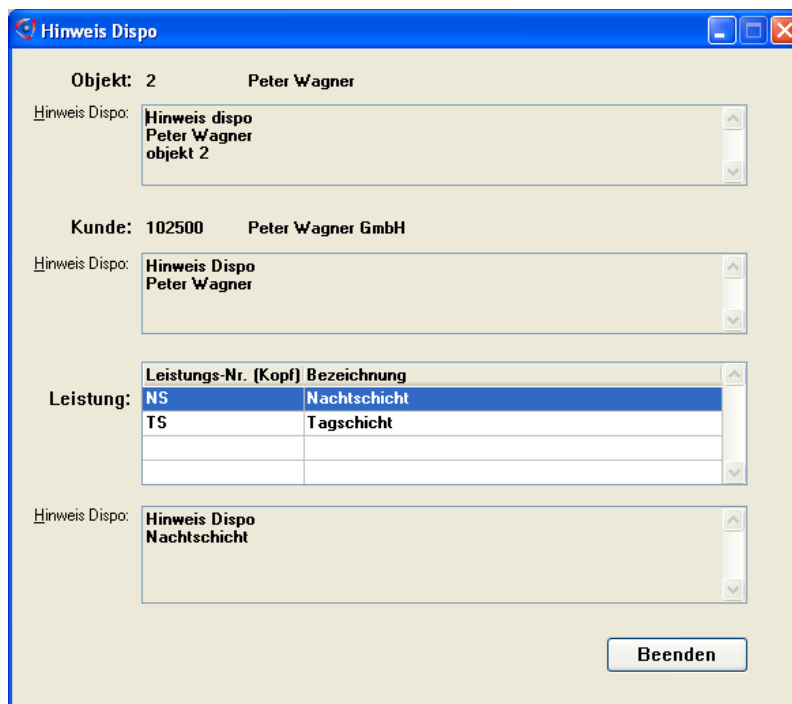 Hinweis Dispo
Objekt: 2 Peter Wagner
Hinweis Dispo: Hinweis dispo
Peter Wagner
objekt 2
Kunde: 102500 Peter Wagner GmbH
Hinweis Dispo: Hinweis Dispo
Peter Wagner
Leistungs-Nr. (Kopf) Bezeichnung
Leistung: NS Nachtschicht
TS Tagschicht
Hinweis Dispo: Hinweis Dispo
Nachtschicht
Beenden